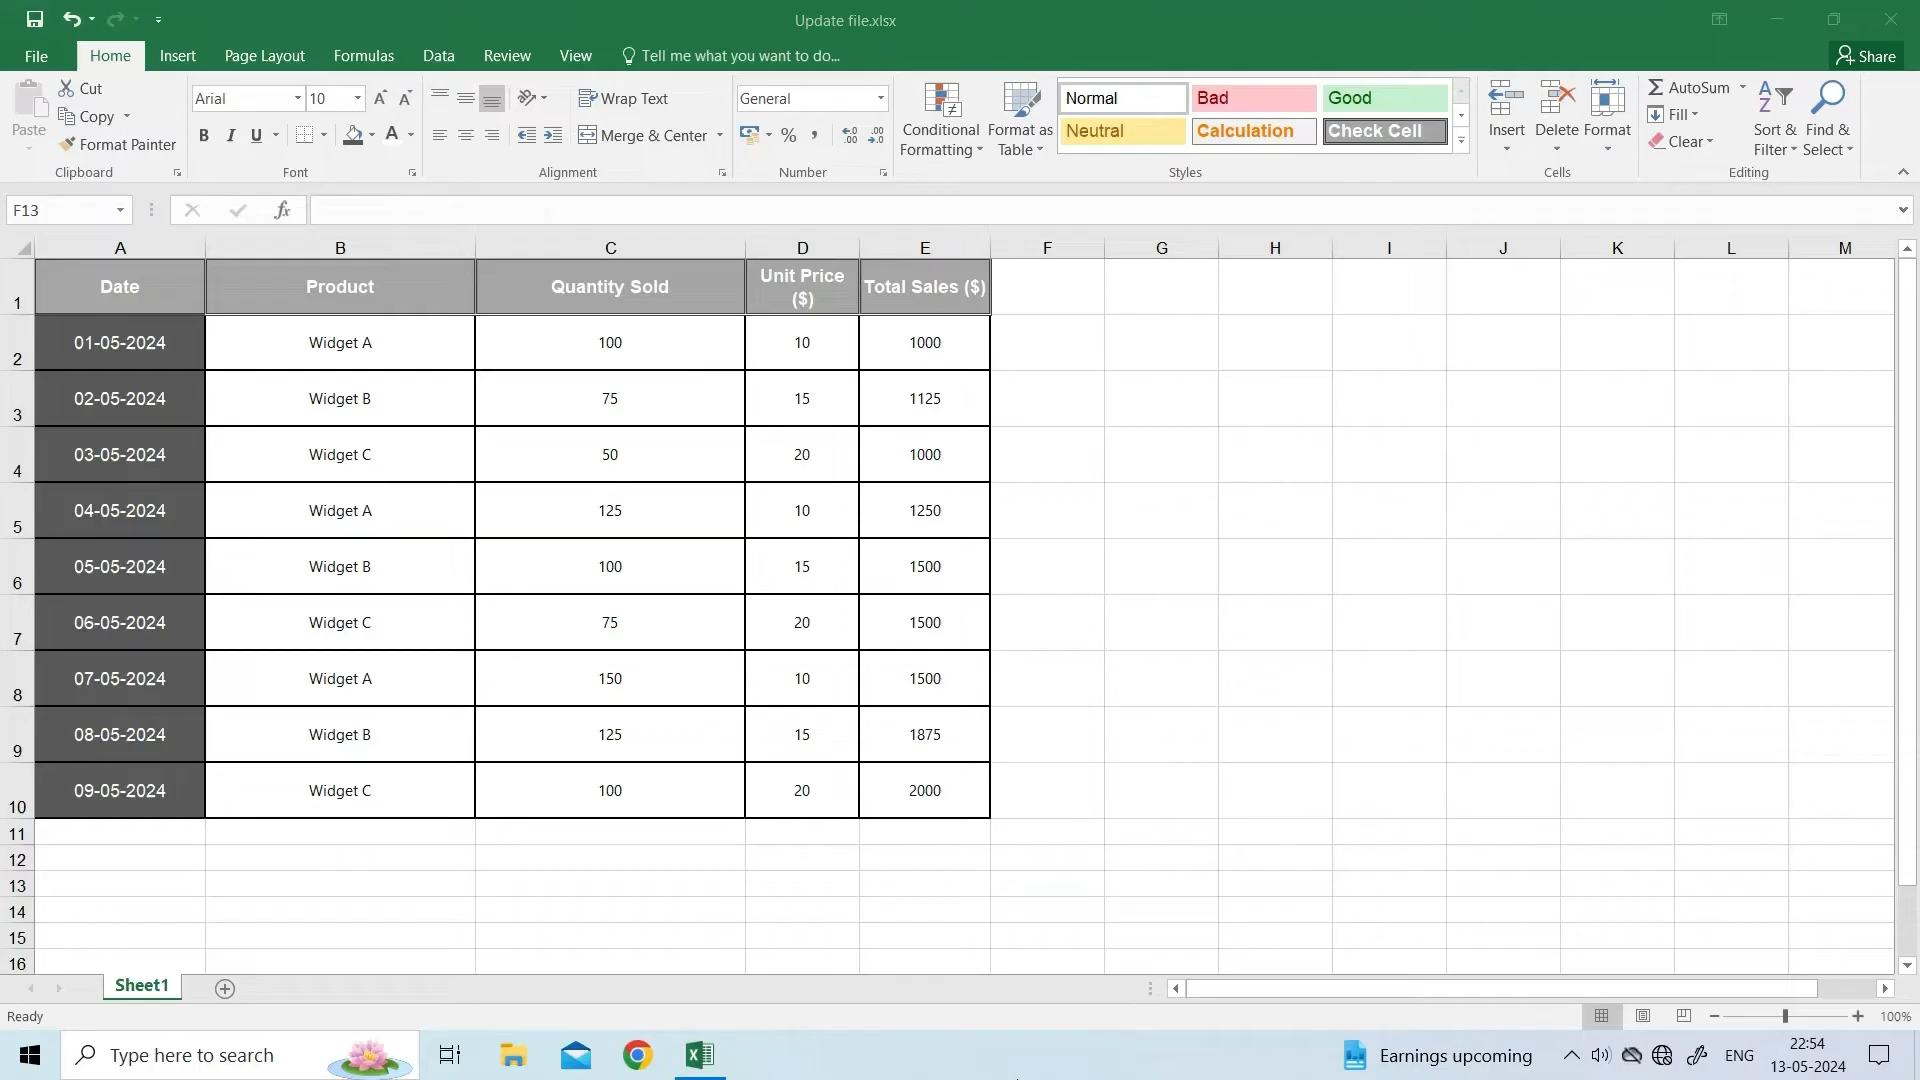 Update file.xlsx
File Home Insert Page Layout Formulas Data Review View Tell me what you want to do... Share
Paste
Cut
Copy
Format Painter
Clipboard
Arial 10
B I U A
Font
Wrap Text
Merge & Center
Alignment
General
% ,
Number
Conditional Formatting
Format as Table
Normal Bad Good
Neutral Calculation Check Cell
Styles
Insert Delete Format
Cells
AutoSum
Fill
Clear
Sort & Filter
Find & Select
Editing
F13 fx
A B C D E F G H I J K L M
1 Date Product Quantity Sold Unit Price ($) Total Sales ($)
2 01-05-2024 Widget A 100 10 1000
3 02-05-2024 Widget B 75 15 1125
4 03-05-2024 Widget C 50 20 1000
5 04-05-2024 Widget A 125 10 1250
6 05-05-2024 Widget B 100 15 1500
7 06-05-2024 Widget C 75 20 1500
8 07-05-2024 Widget A 150 10 1500
9 08-05-2024 Widget B 125 15 1875
10 09-05-2024 Widget C 100 20 2000
11
12
13
14
15
16
Sheet1
Ready 100%
Type here to search Earnings upcoming ENG 22:54
13-05-2024